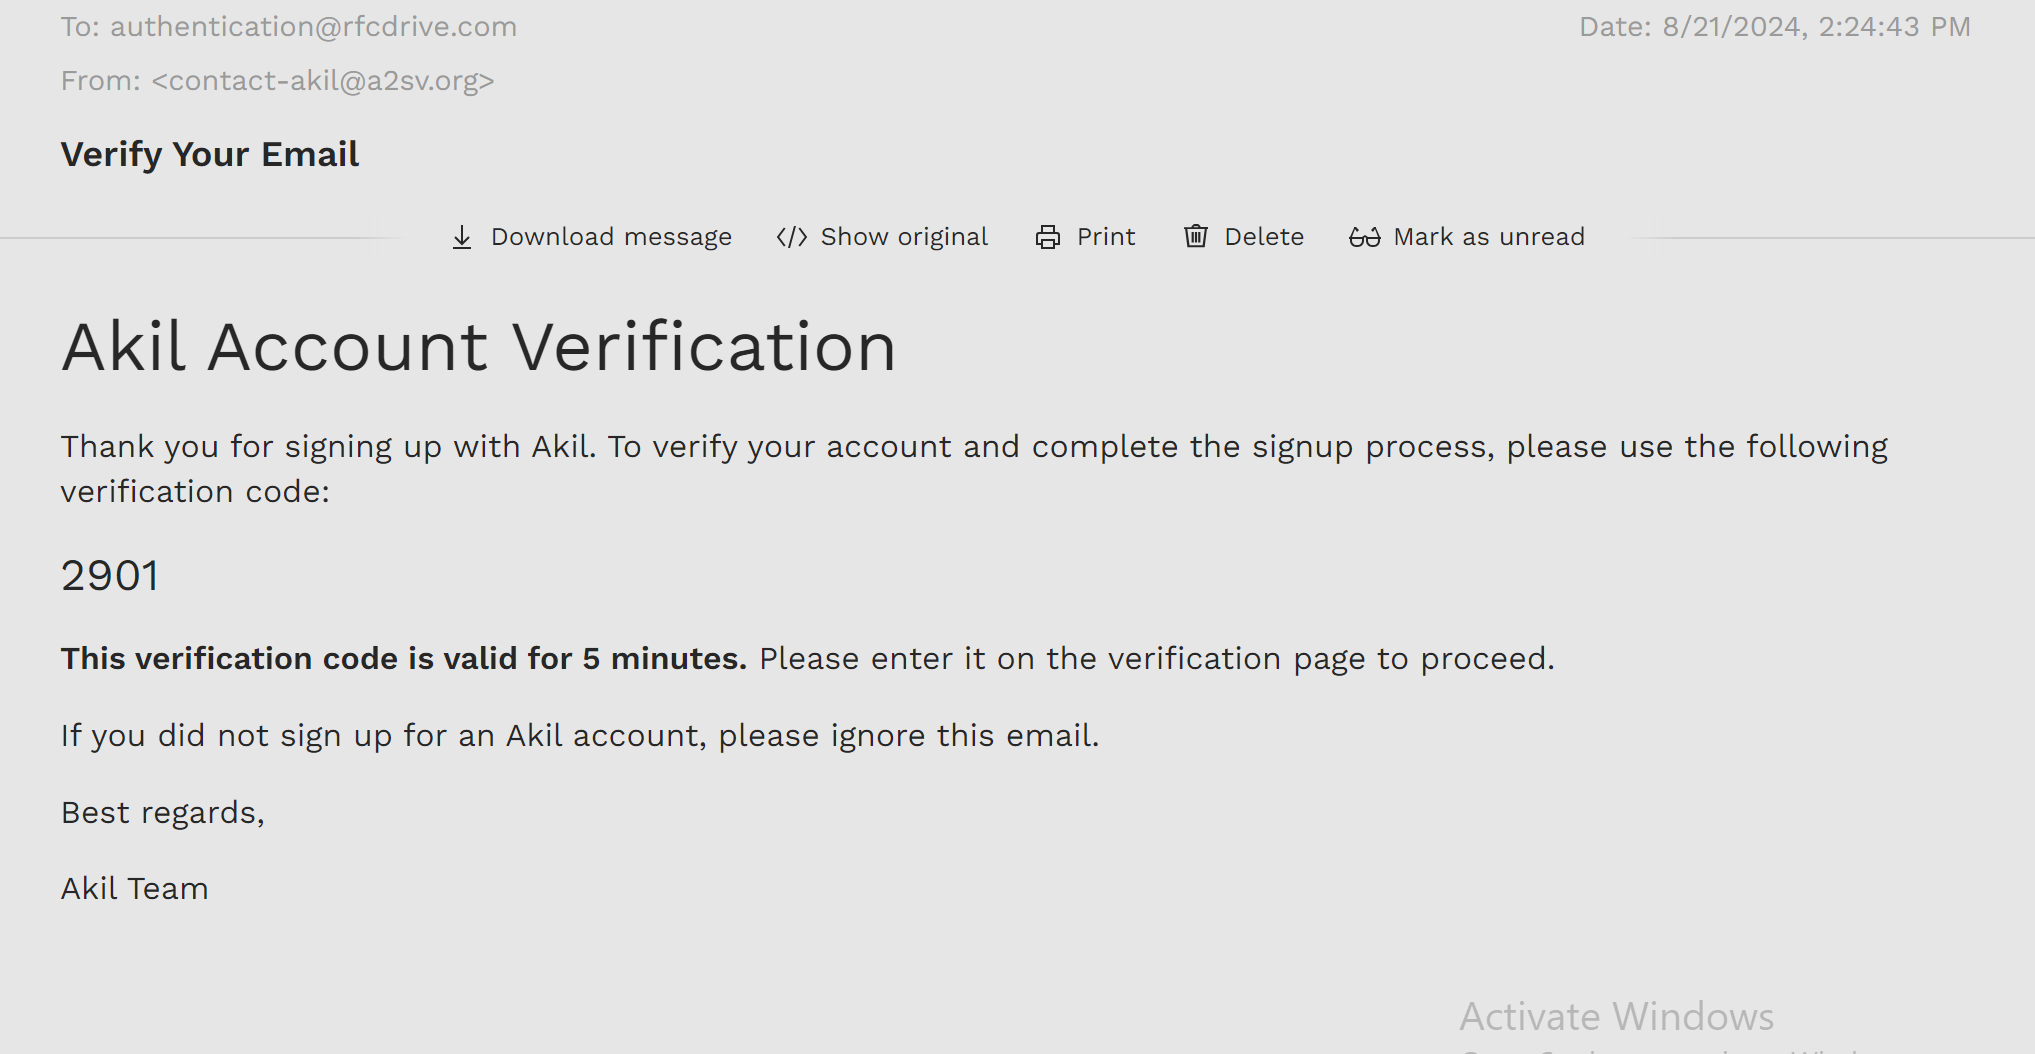 To: authentication@rfcdrive.com Date: 8/21/2024, 2:24:43 PM
From: <contact-akil@a2sv.org>
Verify Your Email
Download message </> Show original Print Delete Mark as unread
Akil Account Verification
Thank you for signing up with Akil. To verify your account and complete the signup process, please use the following
verification code:
2901
This verification code is valid for 5 minutes. Please enter it on the verification page to proceed.
If you did not sign up for an Akil account, please ignore this email.
Best regards,
Akil Team
Activate Windows